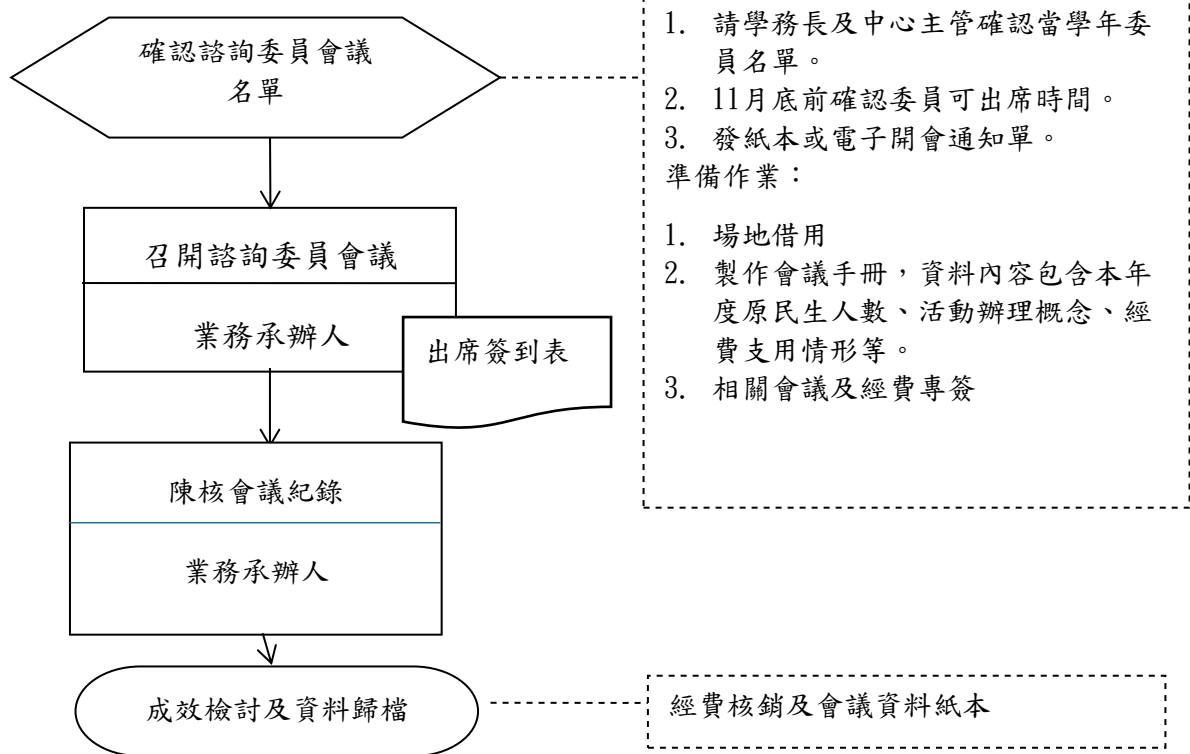 確認諮詢委員會議
名單
1. 請學務長及中心主管確認當學年委
員名單。
2. 11月底前確認委員可出席時間。
3. 發紙本或電子開會通知單。
準備作業：
1. 場地借用
2. 製作會議手冊，資料內容包含本年
度原民生人數、活動辦理概念、經
費支用情形等。
3. 相關會議及經費專簽
召開諮詢委員會議
業務承辦人
出席簽到表
陳核會議紀錄
業務承辦人
成效檢討及資料歸檔
經費核銷及會議資料紙本